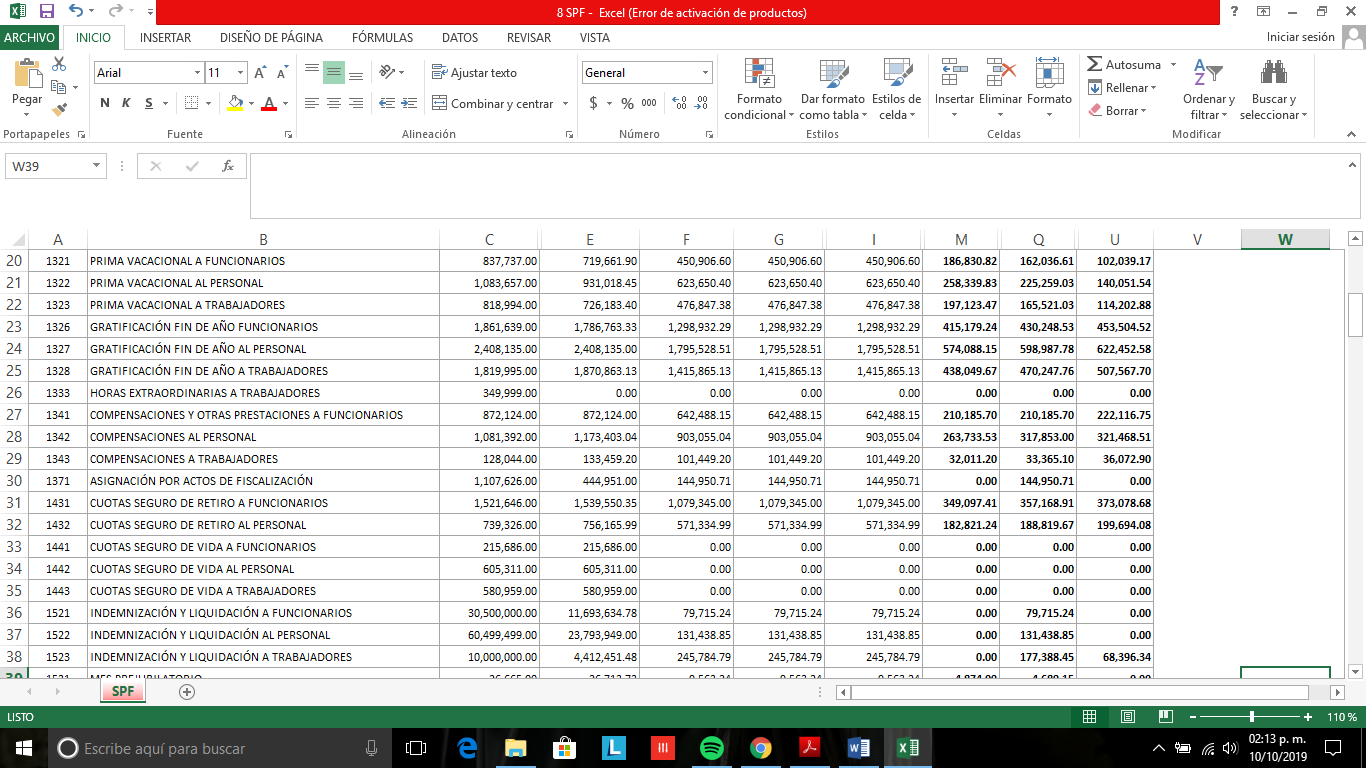 8 SPF - Excel (Error de activación de productos)
ARCHIVO INICIO INSERTAR DISEÑO DE PÁGINA FÓRMULAS DATOS REVISAR VISTA Iniciar sesión
Arial 11 Ajustar texto General Autosuma
Rellenar
Pegar N K S Combinar y centrar $ % 000 Formato condicional Dar formato como tabla Estilos de celda Insertar Eliminar Formato Borrar Ordenar y filtrar Buscar y seleccionar
Portapapeles Fuente Alineación Número Estilos Celdas Modificar
W39 fx
A B C E F G I M Q U V W
20 1321 PRIMA VACACIONAL A FUNCIONARIOS 837,737.00 719,661.90 450,906.60 450,906.60 450,906.60 186,830.82 162,036.61 102,039.17
21 1322 PRIMA VACACIONAL AL PERSONAL 1,083,657.00 931,018.45 623,650.40 623,650.40 623,650.40 258,339.83 225,259.03 140,051.54
22 1323 PRIMA VACACIONAL A TRABAJADORES 818,994.00 726,183.40 476,847.38 476,847.38 476,847.38 197,123.47 165,521.03 114,202.88
23 1326 GRATIFICACIÓN FIN DE AÑO FUNCIONARIOS 1,861,639.00 1,786,763.33 1,298,932.29 1,298,932.29 1,298,932.29 415,179.24 430,248.53 453,504.52
24 1327 GRATIFICACIÓN FIN DE AÑO AL PERSONAL 2,408,135.00 2,408,135.00 1,795,528.51 1,795,528.51 1,795,528.51 574,088.15 598,987.78 622,452.58
25 1328 GRATIFICACIÓN FIN DE AÑO A TRABAJADORES 1,819,995.00 1,870,863.13 1,415,865.13 1,415,865.13 1,415,865.13 438,049.67 470,247.76 507,567.70
26 1333 HORAS EXTRAORDINARIAS A TRABAJADORES 349,999.00 0.00 0.00 0.00 0.00 0.00 0.00 0.00
27 1341 COMPENSACIONES Y OTRAS PRESTACIONES A FUNCIONARIOS 872,124.00 872,124.00 642,488.15 642,488.15 642,488.15 210,185.70 210,185.70 222,116.75
28 1342 COMPENSACIONES AL PERSONAL 1,081,392.00 1,173,403.04 903,055.04 903,055.04 903,055.04 263,733.53 317,853.00 321,468.51
29 1343 COMPENSACIONES A TRABAJADORES 128,044.00 133,459.20 101,449.20 101,449.20 101,449.20 32,011.20 33,365.10 36,072.90
30 1371 ASIGNACIÓN POR ACTOS DE FISCALIZACIÓN 1,107,626.00 444,951.00 144,950.71 144,950.71 144,950.71 0.00 144,950.71 0.00
31 1431 CUOTAS SEGURO DE RETIRO A FUNCIONARIOS 1,521,646.00 1,539,550.35 1,079,345.00 1,079,345.00 1,079,345.00 349,097.41 357,168.91 373,078.68
32 1432 CUOTAS SEGURO DE RETIRO AL PERSONAL 739,326.00 756,165.99 571,334.99 571,334.99 571,334.99 182,821.24 188,819.67 199,694.08
33 1441 CUOTAS SEGURO DE VIDA A FUNCIONARIOS 215,686.00 215,686.00 0.00 0.00 0.00 0.00 0.00 0.00
34 1442 CUOTAS SEGURO DE VIDA AL PERSONAL 605,311.00 605,311.00 0.00 0.00 0.00 0.00 0.00 0.00
35 1443 CUOTAS SEGURO DE VIDA A TRABAJADORES 580,959.00 580,959.00 0.00 0.00 0.00 0.00 0.00 0.00
36 1521 INDEMNIZACIÓN Y LIQUIDACIÓN A FUNCIONARIOS 30,500,000.00 11,693,634.78 79,715.24 79,715.24 79,715.24 0.00 79,715.24 0.00
37 1522 INDEMNIZACIÓN Y LIQUIDACIÓN AL PERSONAL 60,499,499.00 23,793,949.00 131,438.85 131,438.85 131,438.85 0.00 131,438.85 0.00
38 1523 INDEMNIZACIÓN Y LIQUIDACIÓN A TRABAJADORES 10,000,000.00 4,412,451.48 245,784.79 245,784.79 245,784.79 0.00 177,388.45 68,396.34
SPF
LISTO 110 %
Escribe aquí para buscar 02:13 p. m.
10/10/2019